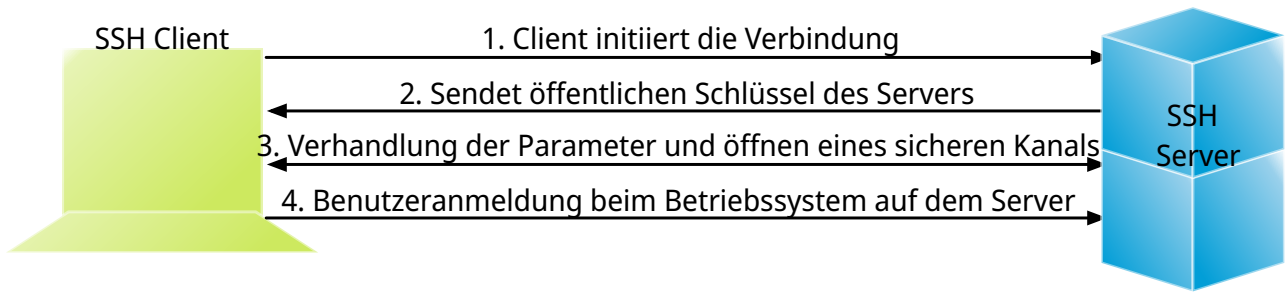 SSH Client
1. Client initiiert die Verbindung
2. Sendet öffentlichen Schlüssel des Servers
3. Verhandlung der Parameter und öffnen eines sicheren Kanals
4. Benutzeranmeldung beim Betriebssystem auf dem Server
SSH
Server